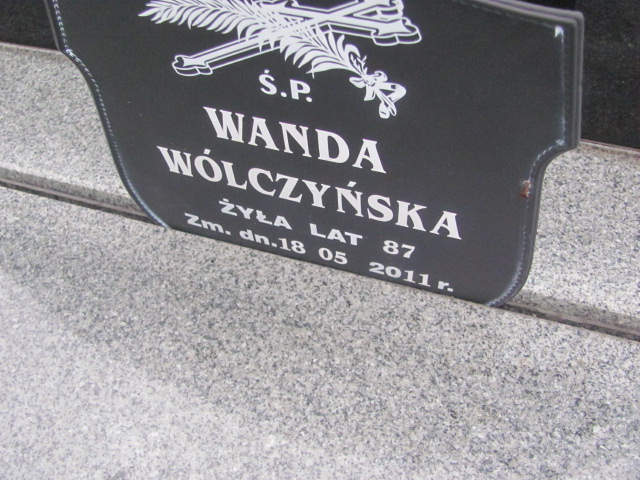 Ś.P.
WANDA
WÓLCZYŃSKA
ŻYŁA LAT 87
Zm. dn. 18 05 2011 r.